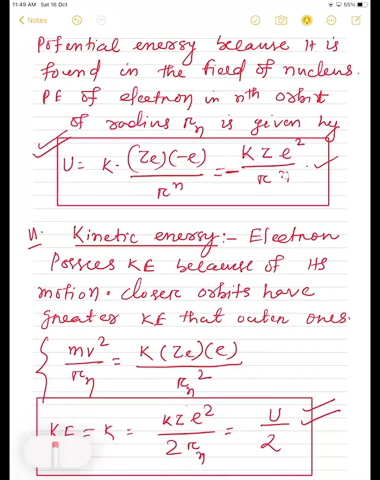 11:49 AM Sat 16 Oct 55%
Notes
Potential energy because it is
found in the field of nucleus.
PE of electron in nth orbit
of radius rₙ is given by
U = K · (Ze)(-e) / rⁿ = - K Z e² / rⁿ
II. Kinetic energy :- Electron
Posses KE because of its
motion. closer orbits have
greater KE that outer ones.
mv² / rₙ = K (Ze)(e) / rₙ²
KE = K = KZe² / 2rₙ = U / 2